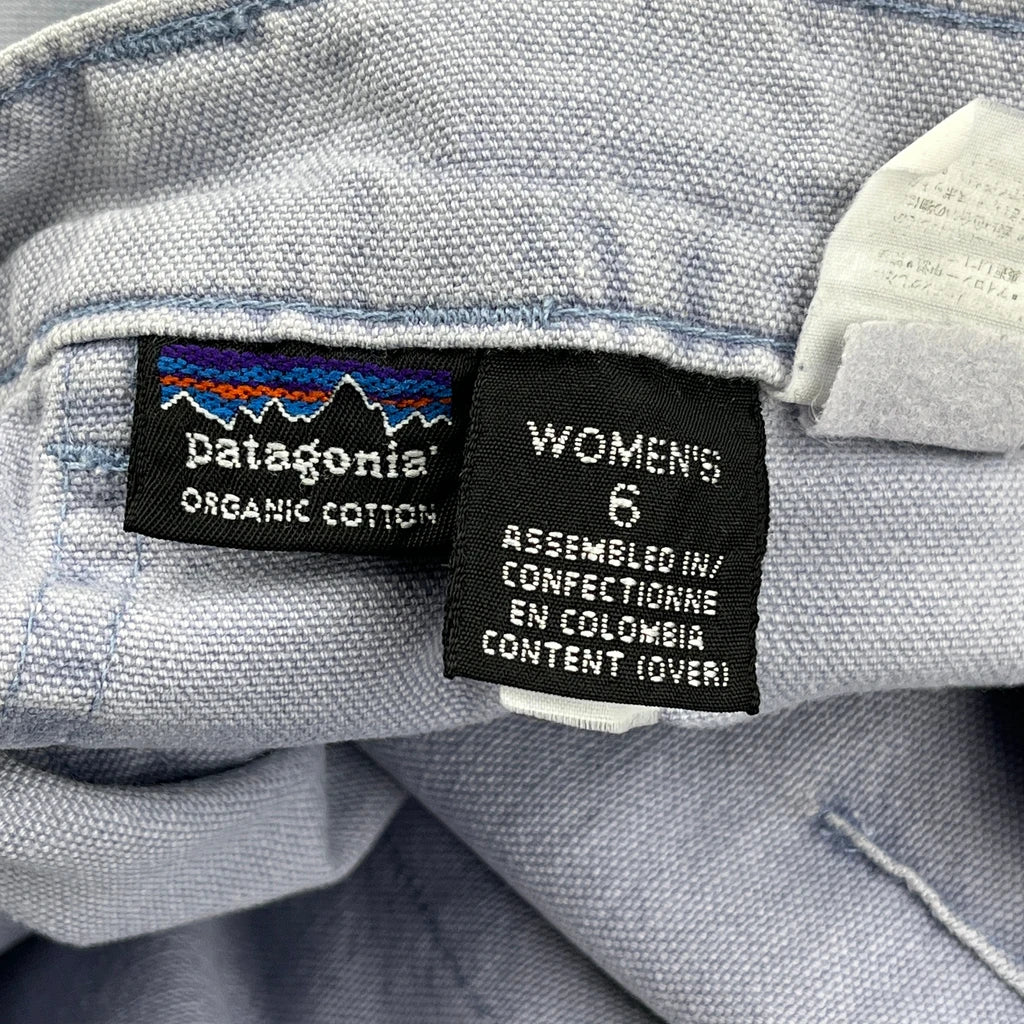 patagonia
ORGANIC COTTON
WOMEN'S
6
ASSEMBLED IN/
CONFECTIONNE
EN COLOMBIA
CONTENT (OVER)